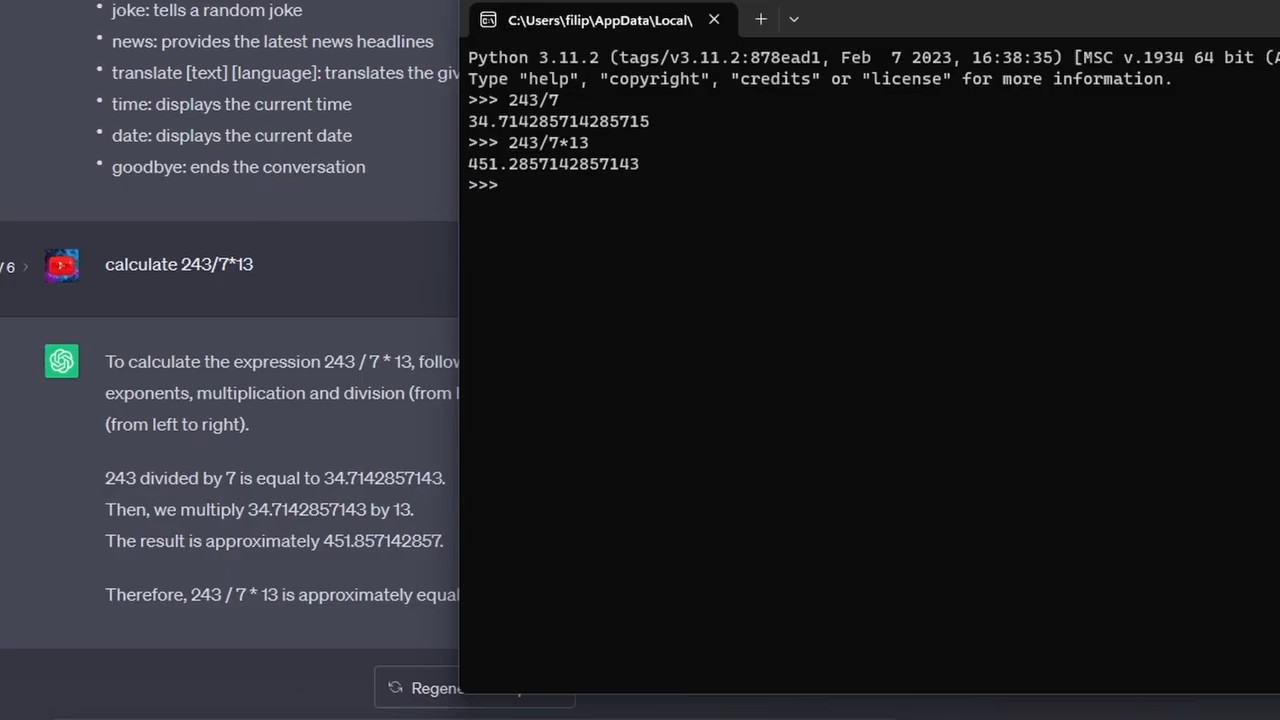 joke: tells a random joke
news: provides the latest news headlines
translate [text] [language]: translates the
time: displays the current time
date: displays the current date
goodbye: ends the conversation
/ 6 >
calculate 243/7*13
To calculate the expression 243 / 7 * 13,
exponents, multiplication and division (from
(from left to right).
243 divided by 7 is equal to 34.7142857143.
Then, we multiply 34.7142857143 by 13.
The result is approximately 451.857142857.
Therefore, 243 / 7 * 13 is approximately equal
C:\Users\filip\AppData\Local\
Python 3.11.2 (tags/v3.11.2:878ead1, Feb  7 2023, 16:38:35) [MSC v.1934 64 bit (A
Type "help", "copyright", "credits" or "license" for more information.
>>> 243/7
34.714285714285715
>>> 243/7*13
451.2857142857143
>>>